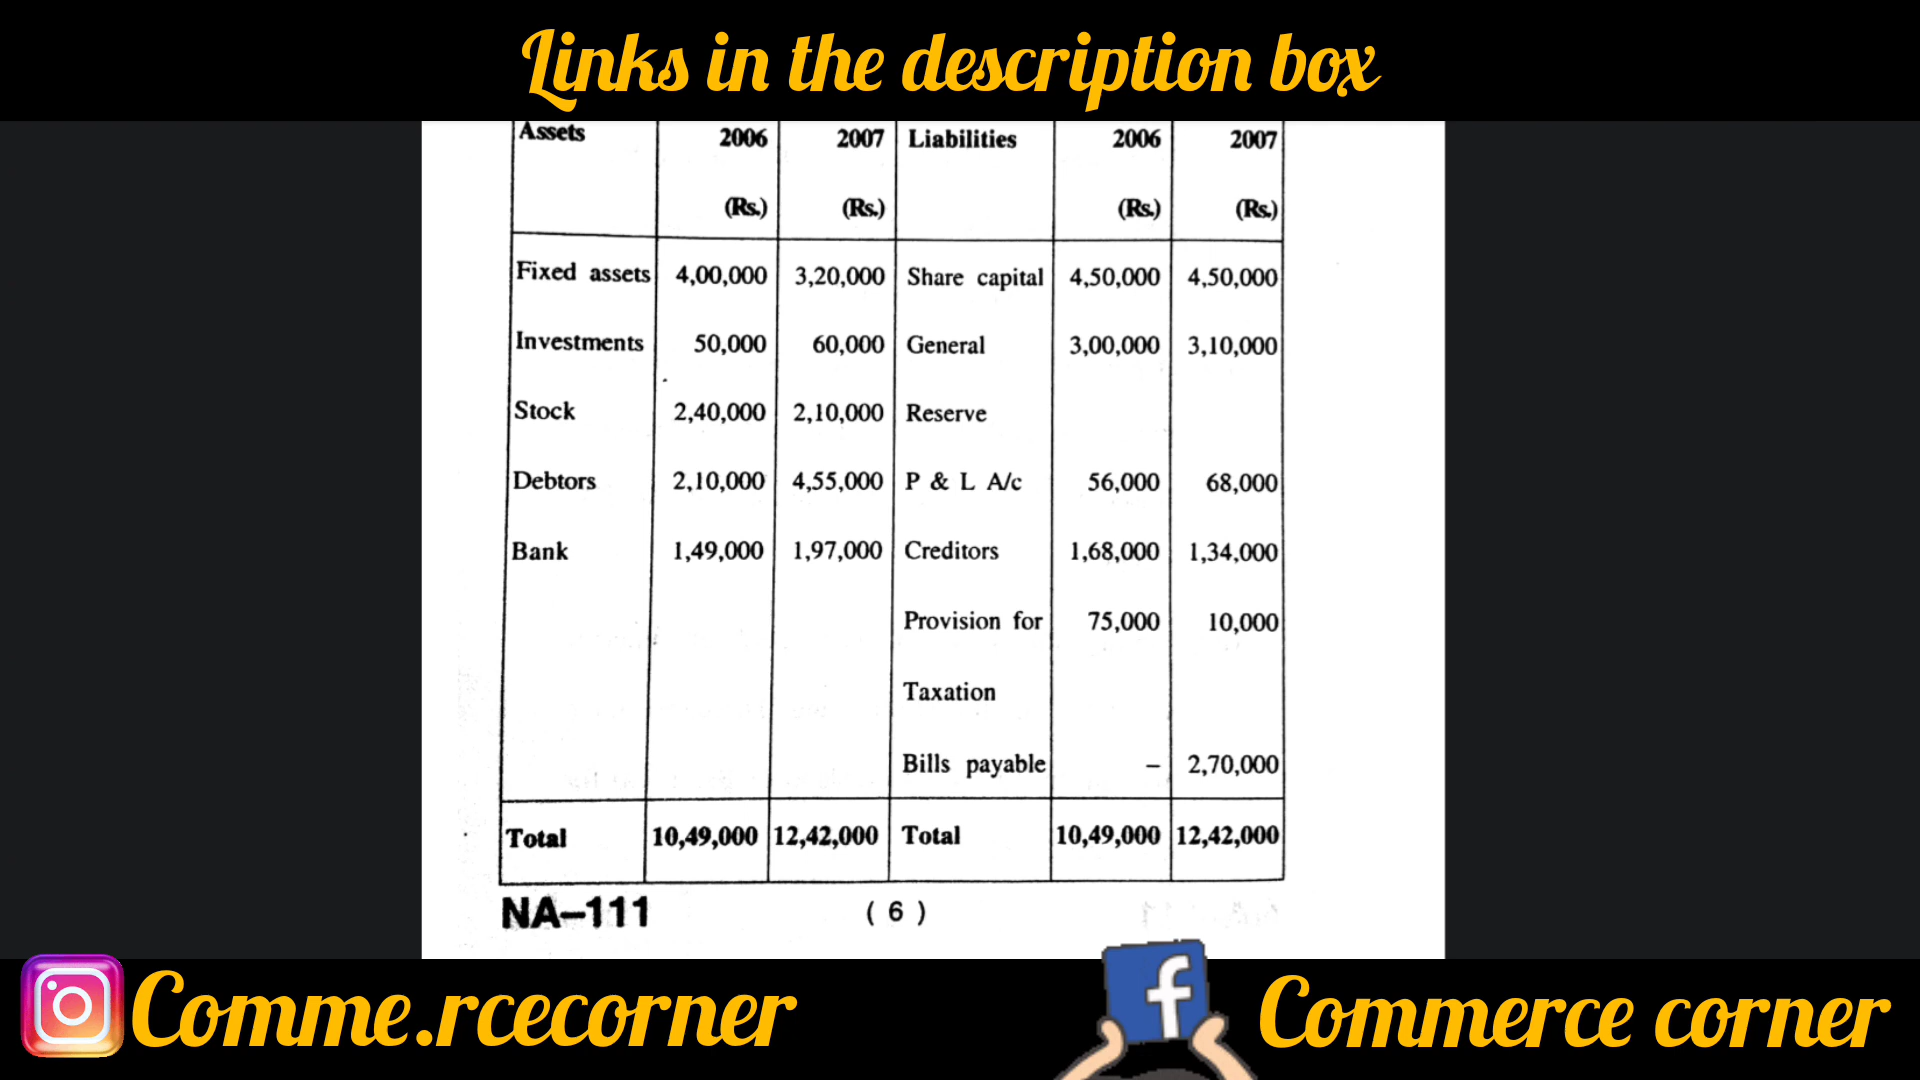 Links in the description box
Assets 2006 2007 Liabilities 2006 2007
(Rs.) (Rs.) (Rs.) (Rs.)
Fixed assets 4,00,000 3,20,000 Share capital 4,50,000 4,50,000
Investments 50,000 60,000 General 3,00,000 3,10,000
Stock 2,40,000 2,10,000 Reserve
Debtors 2,10,000 4,55,000 P & L A/c 56,000 68,000
Bank 1,49,000 1,97,000 Creditors 1,68,000 1,34,000
Provision for 75,000 10,000
Taxation
Bills payable – 2,70,000
Total 10,49,000 12,42,000 Total 10,49,000 12,42,000
NA–111 ( 6 )
Comme.rcecorner
Commerce corner